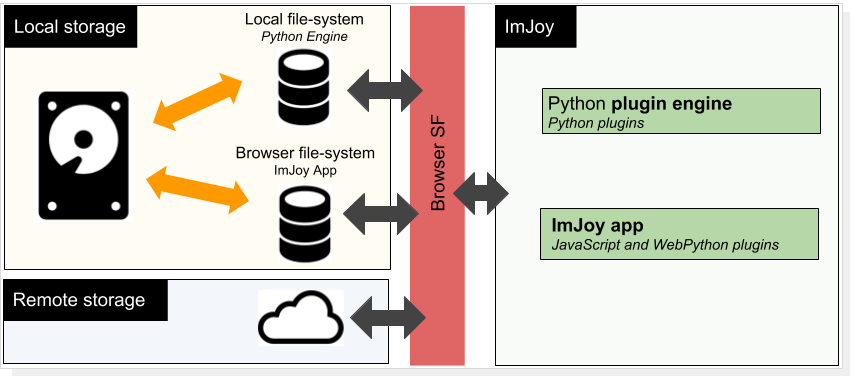 Local storage
Local file-system
Python Engine
Browser file-system
ImJoy App
Remote storage
Browser SF
ImJoy
Python plugin engine
Python plugins
ImJoy app
JavaScript and WebPython plugins